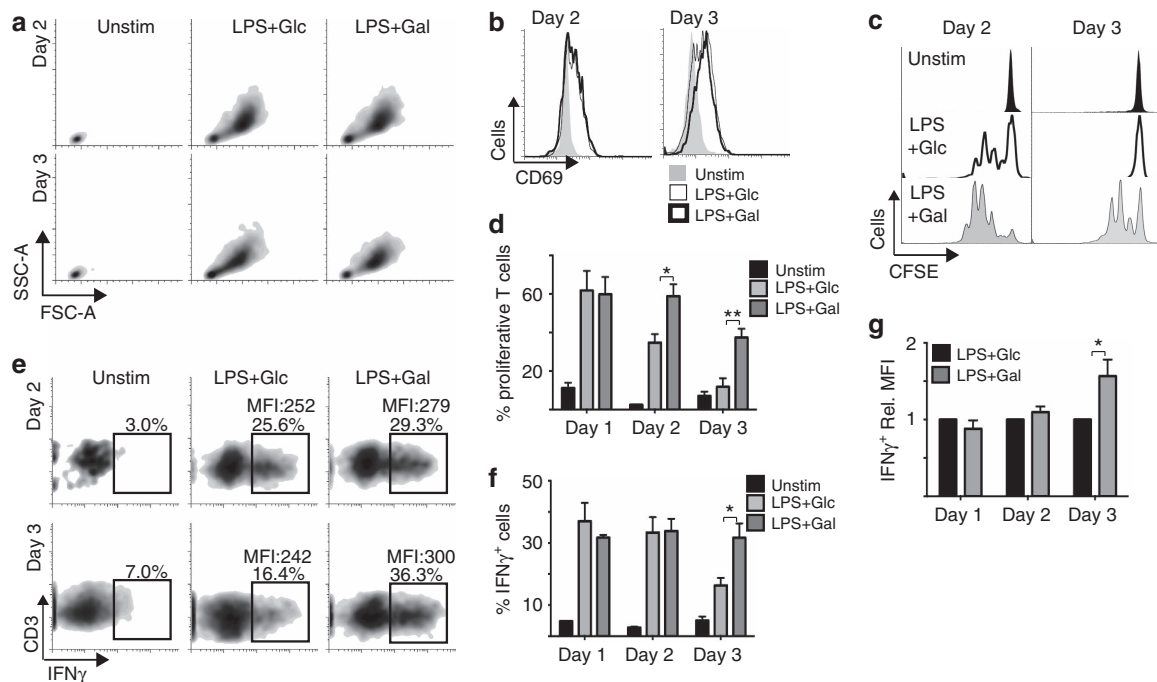 a
Unstim
LPS+Glc
LPS+Gal
Day 2
Day 3
SSC-A
FSC-A
b
Day 2
Day 3
Cells
CD69
Unstim
LPS+Glc
LPS+Gal
c
Day 2
Day 3
Unstim
LPS
+Glc
LPS
+Gal
Cells
CFSE
d
% proliferative T cells
60
20
*
**
Unstim
LPS+Glc
LPS+Gal
Day 1
Day 2
Day 3
e
Unstim
LPS+Glc
LPS+Gal
Day 2
3.0%
MFI:252
25.6%
MFI:279
29.3%
Day 3
7.0%
MFI:242
16.4%
MFI:300
36.3%
CD3
IFNγ
f
% IFNγ+ cells
50
30
10
*
Unstim
LPS+Glc
LPS+Gal
Day 1
Day 2
Day 3
g
IFNγ+ Rel. MFI
2
1
0
*
LPS+Glc
LPS+Gal
Day 1
Day 2
Day 3